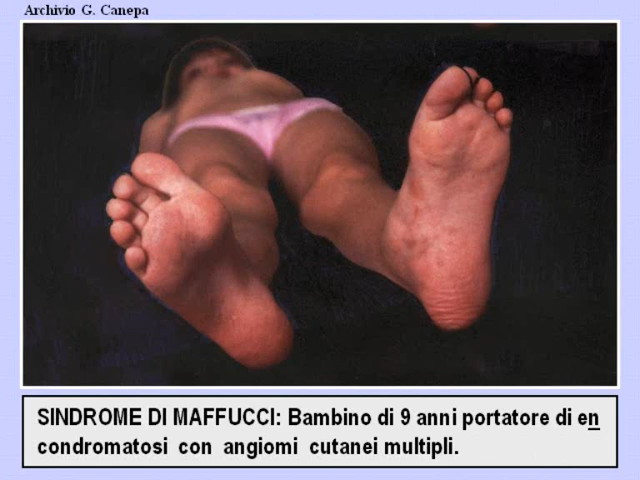 Archivio G. Canepa
SINDROME DI MAFFUCCI: Bambino di 9 anni portatore di en
condromatosi con angiomi cutanei multipli.